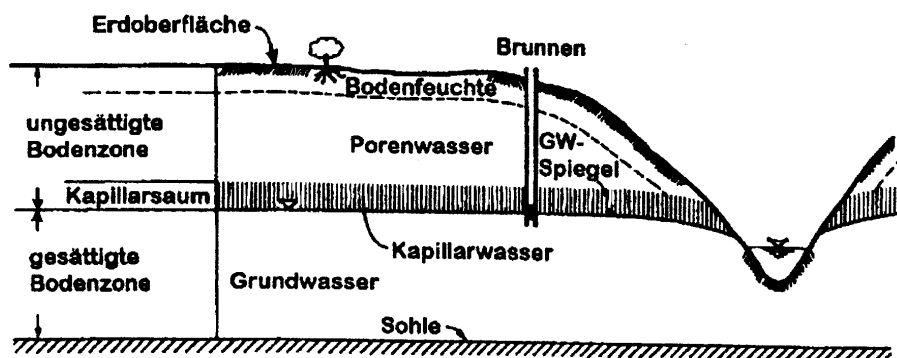 Erdoberfläche
Brunnen
Bodenfeuchte
ungesättigte
Bodenzone
Porenwasser
GW-
Spiegel
Kapillarsaum
Kapillarwasser
gesättigte
Bodenzone
Grundwasser
Sohle